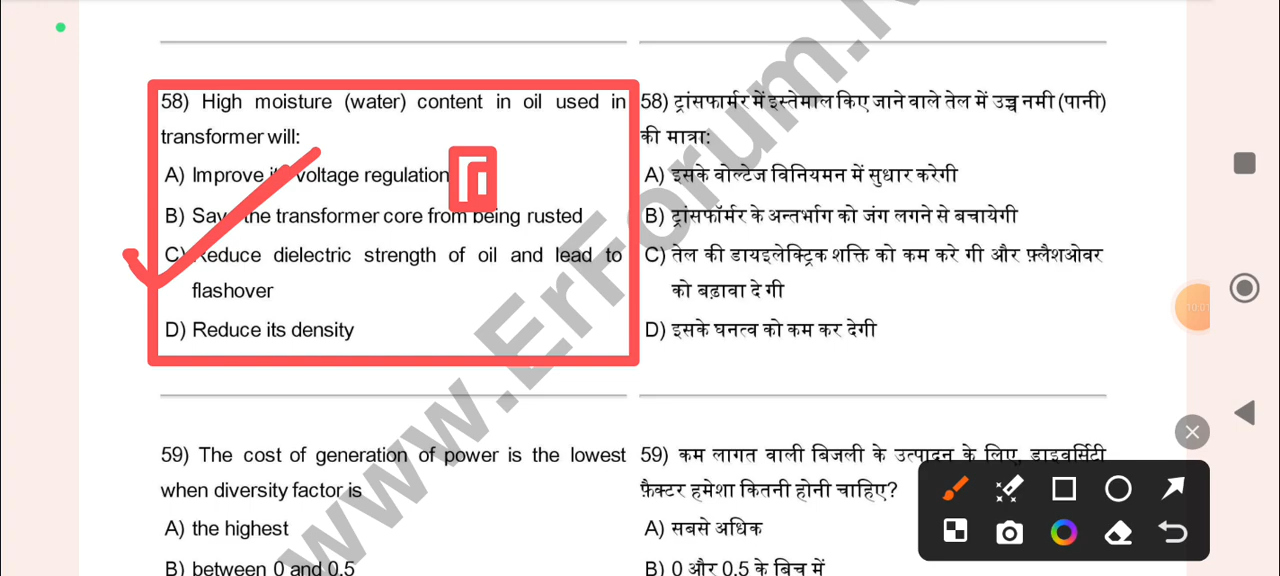 58) High moisture (water) content in oil used in
transformer will:
A) Improve its voltage regulation
B) Save the transformer core from being rusted
C) Reduce dielectric strength of oil and lead to
flashover
D) Reduce its density
58) ट्रांसफार्मर में इस्तेमाल किए जाने वाले तेल में उच्च नमी (पानी)
की मात्रा:
A) इसके वोल्टेज विनियमन में सुधार करेगी
B) ट्रांसफॉर्मर के अन्तर्भाग को जंग लगने से बचायेगी
C) तेल की डायइलेक्ट्रिक शक्ति को कम करे गी और फ़्लैशओवर
को बढ़ावा दे गी
D) इसके घनत्व को कम कर देगी
59) The cost of generation of power is the lowest
when diversity factor is
A) the highest
B) between 0 and 0.5
59) कम लागत वाली बिजली के उत्पादन के लिए, डाइवर्सिटी
फ़ैक्टर हमेशा कितनी होनी चाहिए?
A) सबसे अधिक
B) 0 और 0.5 के बिच में
www.ErForum.
10:01